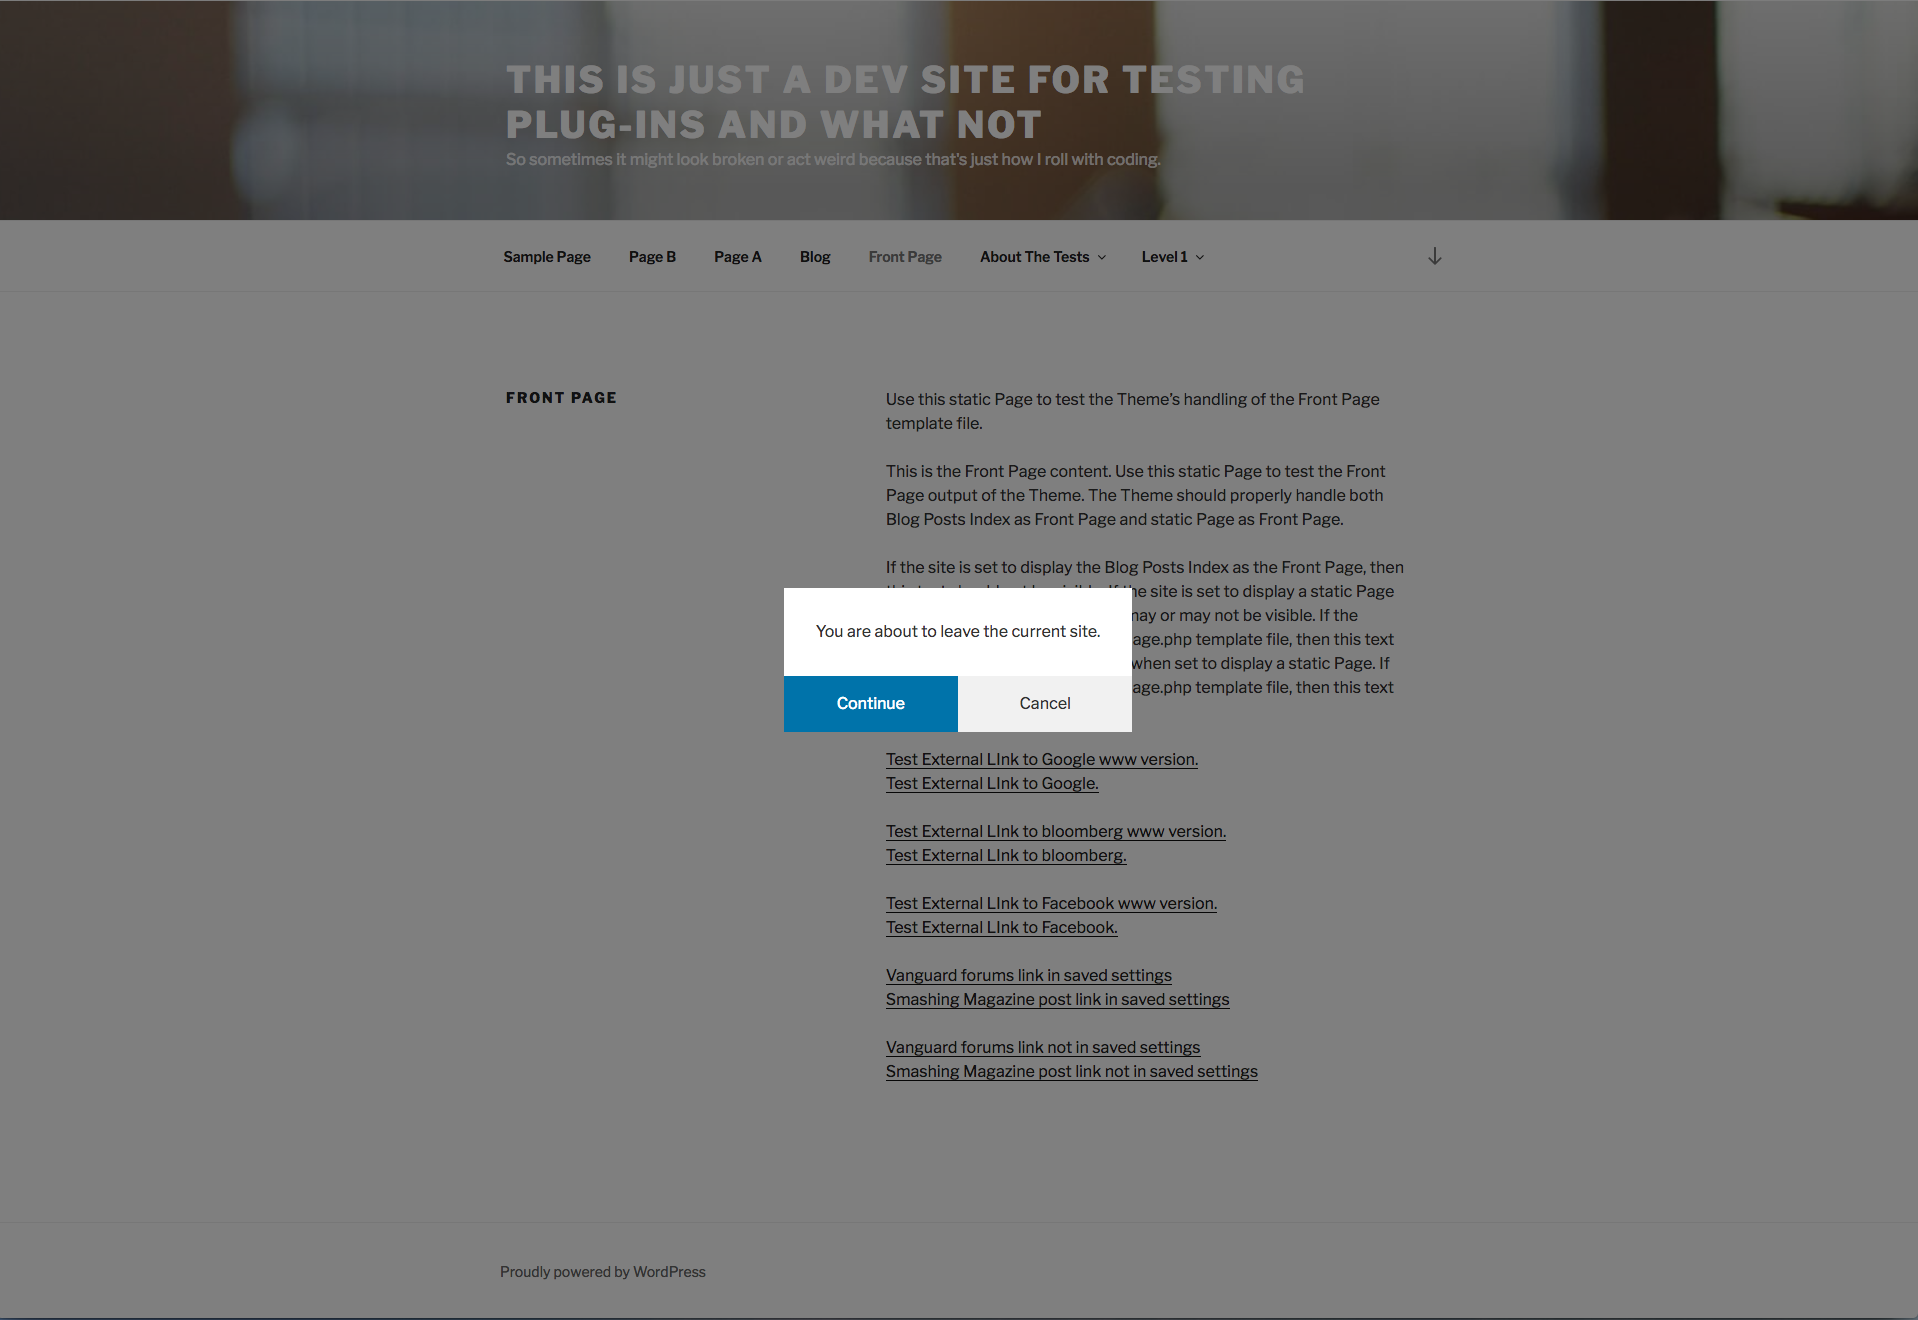 THIS IS JUST A DEV SITE FOR TESTING
PLUG-INS AND WHAT NOT
So sometimes it might look broken or act weird because that's just how I roll with coding.
Sample Page
Page B
Page A
Blog
Front Page
About The Tests
Level 1
FRONT PAGE
Use this static Page to test the Theme's handling of the Front Page
template file.
This is the Front Page content. Use this static Page to test the Front
Page output of the Theme. The Theme should properly handle both
Blog Posts Index as Front Page and static Page as Front Page.
If the site is set to display the Blog Posts Index as the Front Page, then
site is set to display a static Page
may or may not be visible. If the
age.php template file, then this text
when set to display a static Page. If
age.php template file, then this text
You are about to leave the current site.
Continue
Cancel
Test External LInk to Google www version.
Test External LInk to Google.
Test External LInk to bloomberg www version.
Test External LInk to bloomberg.
Test External LInk to Facebook www version.
Test External LInk to Facebook.
Vanguard forums link in saved settings
Smashing Magazine post link in saved settings
Vanguard forums link not in saved settings
Smashing Magazine post link not in saved settings
Proudly powered by WordPress